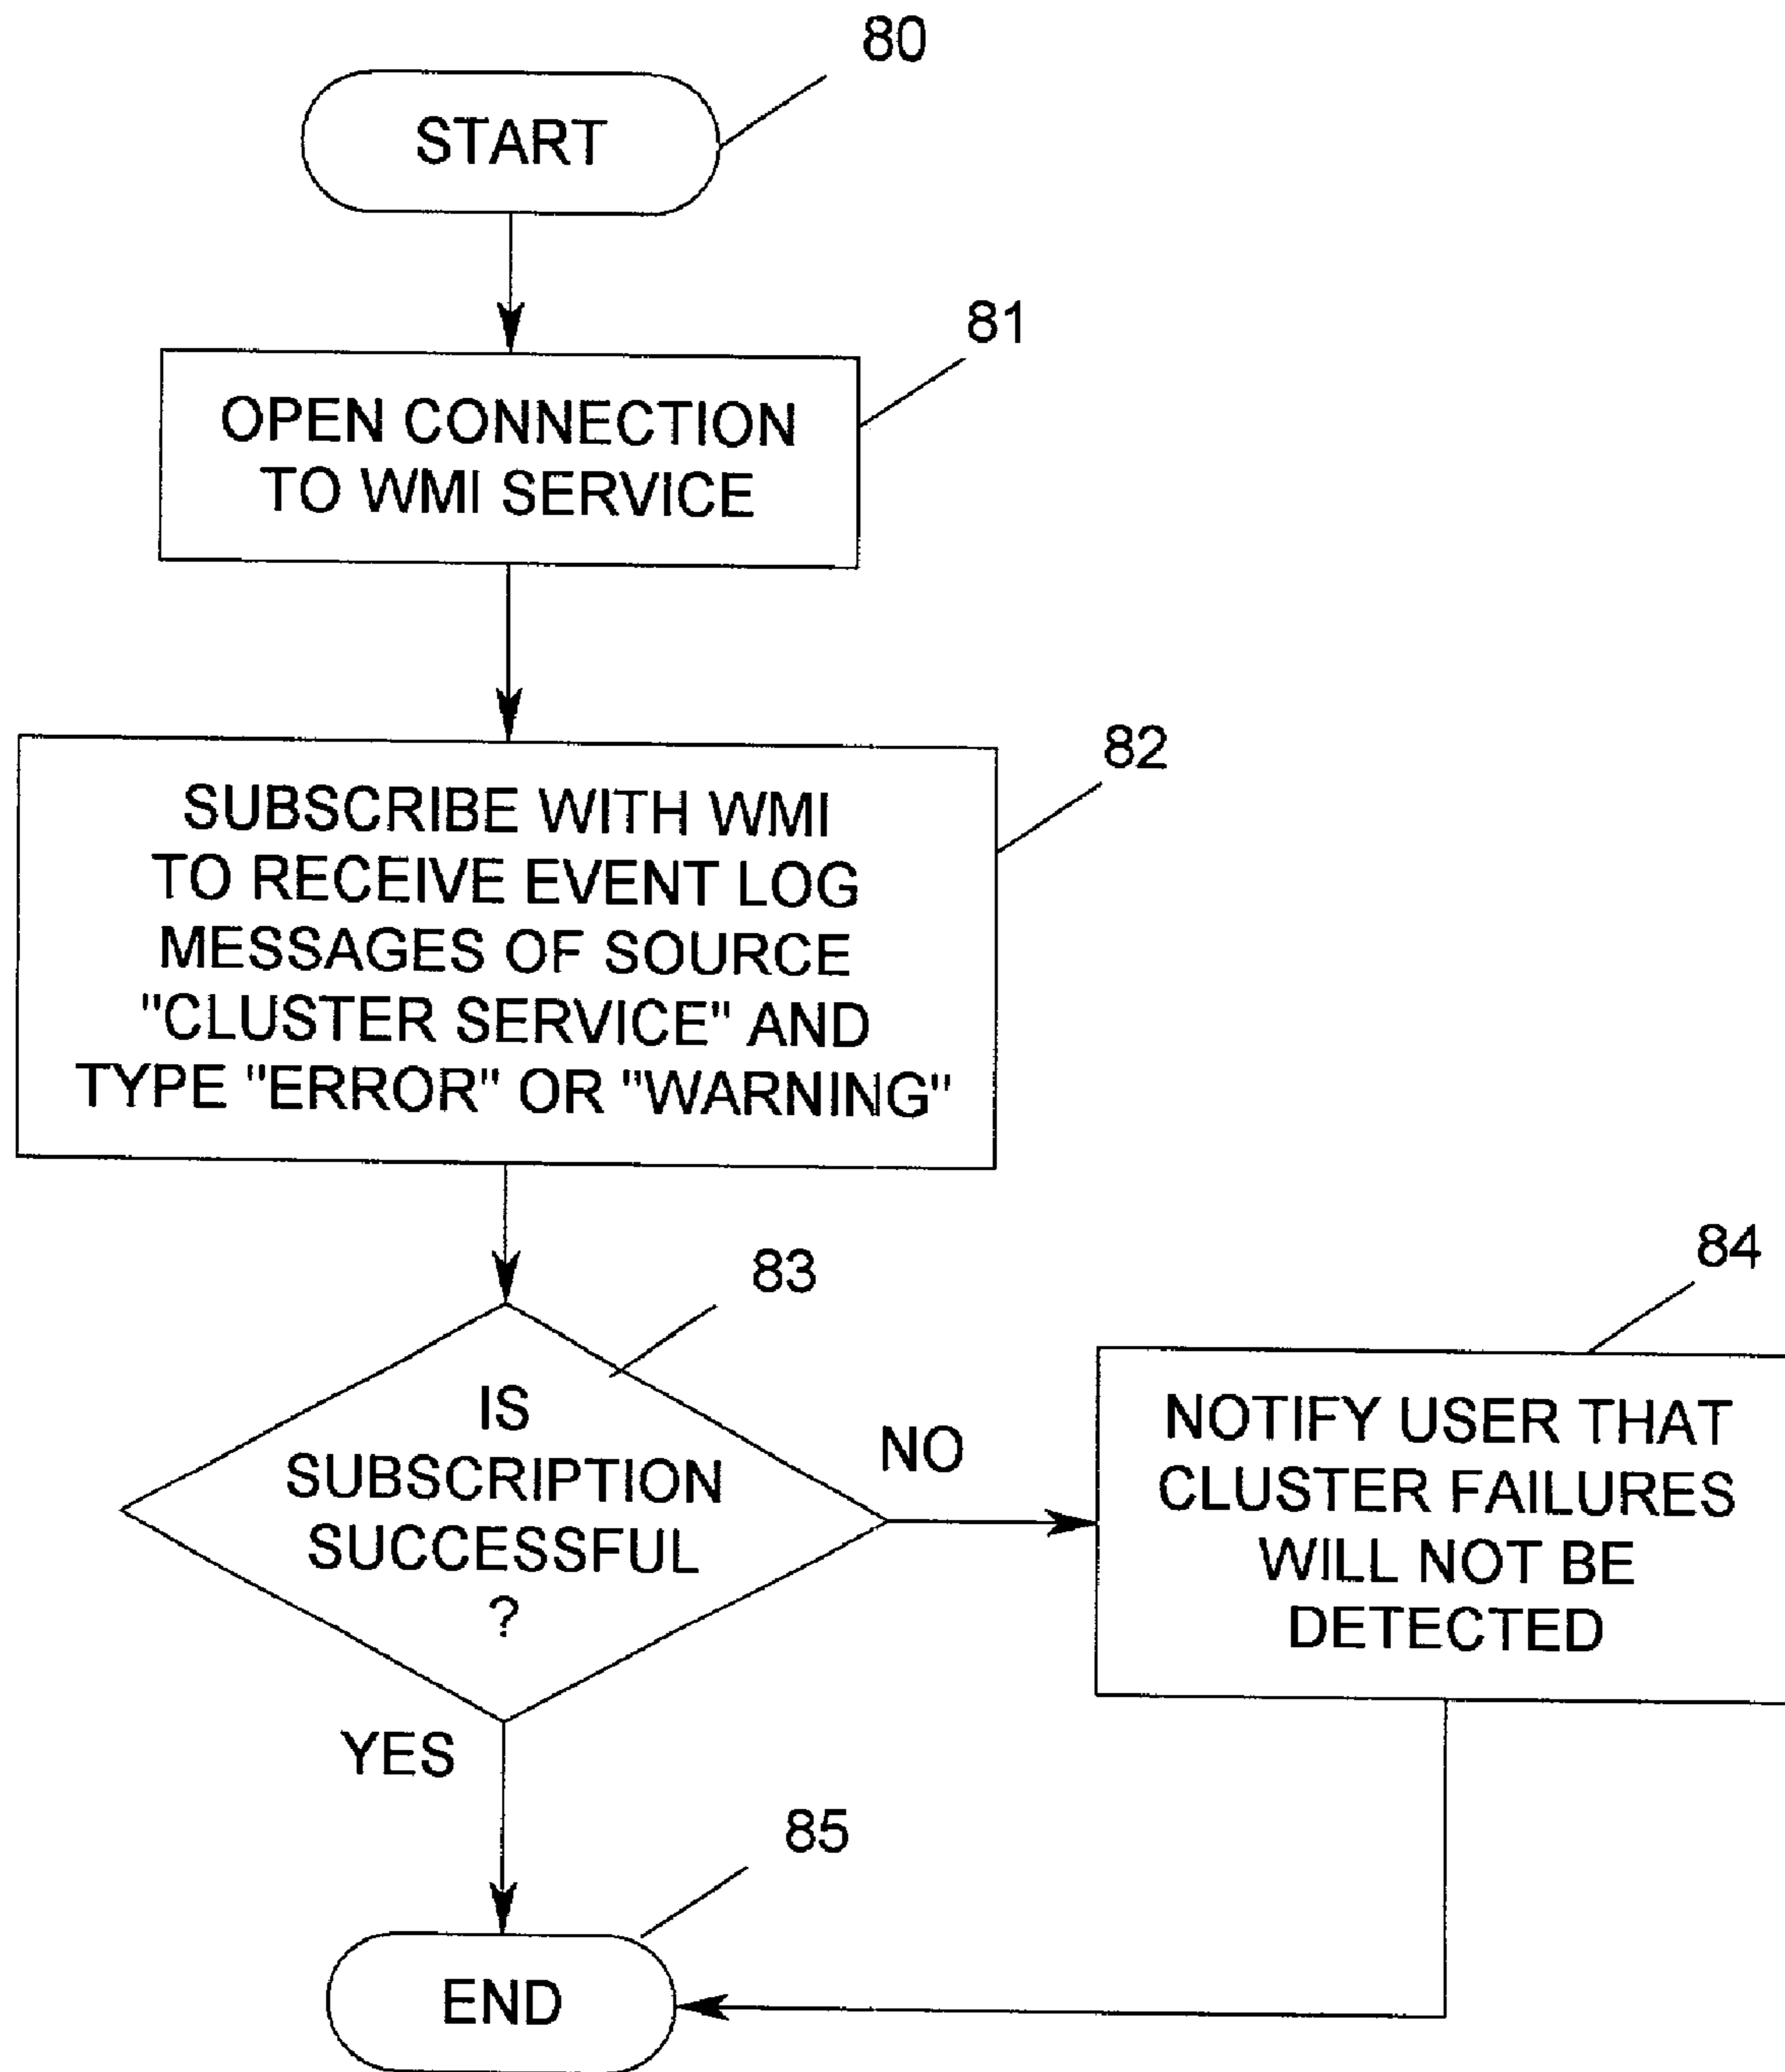 80
START
81
OPEN CONNECTION
TO WMI SERVICE
82
SUBSCRIBE WITH WMI
TO RECEIVE EVENT LOG
MESSAGES OF SOURCE
"CLUSTER SERVICE" AND
TYPE "ERROR" OR "WARNING"
83
IS
SUBSCRIPTION
SUCCESSFUL
?
NO
84
NOTIFY USER THAT
CLUSTER FAILURES
WILL NOT BE
DETECTED
YES
85
END